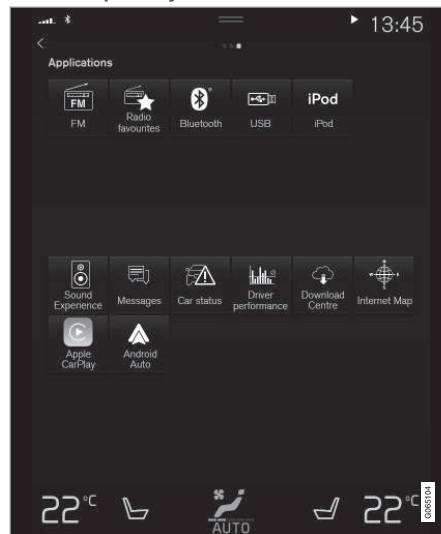 13:45
Applications
FM
FM
Radio
favourites
Bluetooth
USB
iPod
iPod
Sound
Experience
Messages
Car status
Driver
performance
Download
Centre
Internet Map
Apple
CarPlay
Android
Auto
22°C
AUTO
22°C
G065104